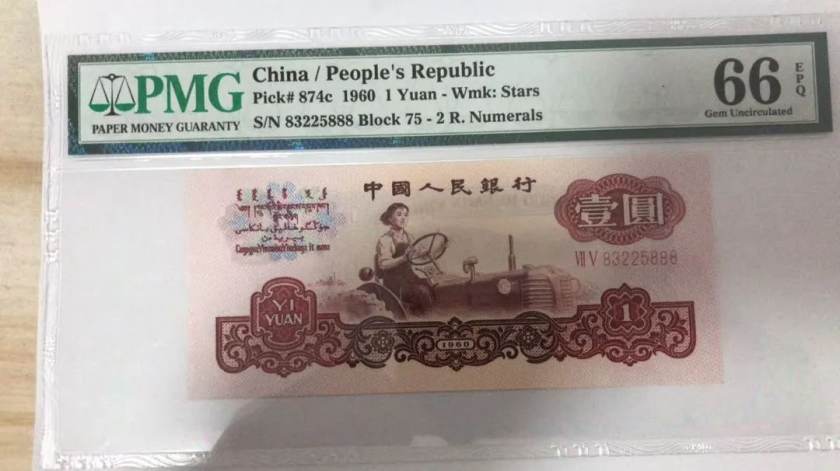 PMG
PAPER MONEY GUARANTY
China / People's Republic
Pick# 874c 1960 1 Yuan - Wmk: Stars
S/N 83225888 Block 75 - 2 R. Numerals
66
EPQ
Gem Uncirculated
中國人民銀行
壹圓
VII V 83225888
YI
YUAN
1960
1